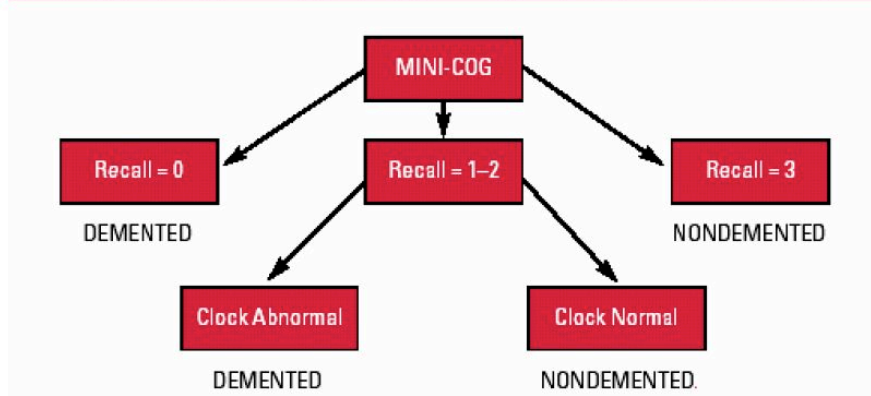 MINI-COG
Recall = 0
Recall = 1–2
Recall = 3
DEMENTED
NONDEMENTED
Clock Abnormal
Clock Normal
DEMENTED
NONDEMENTED.